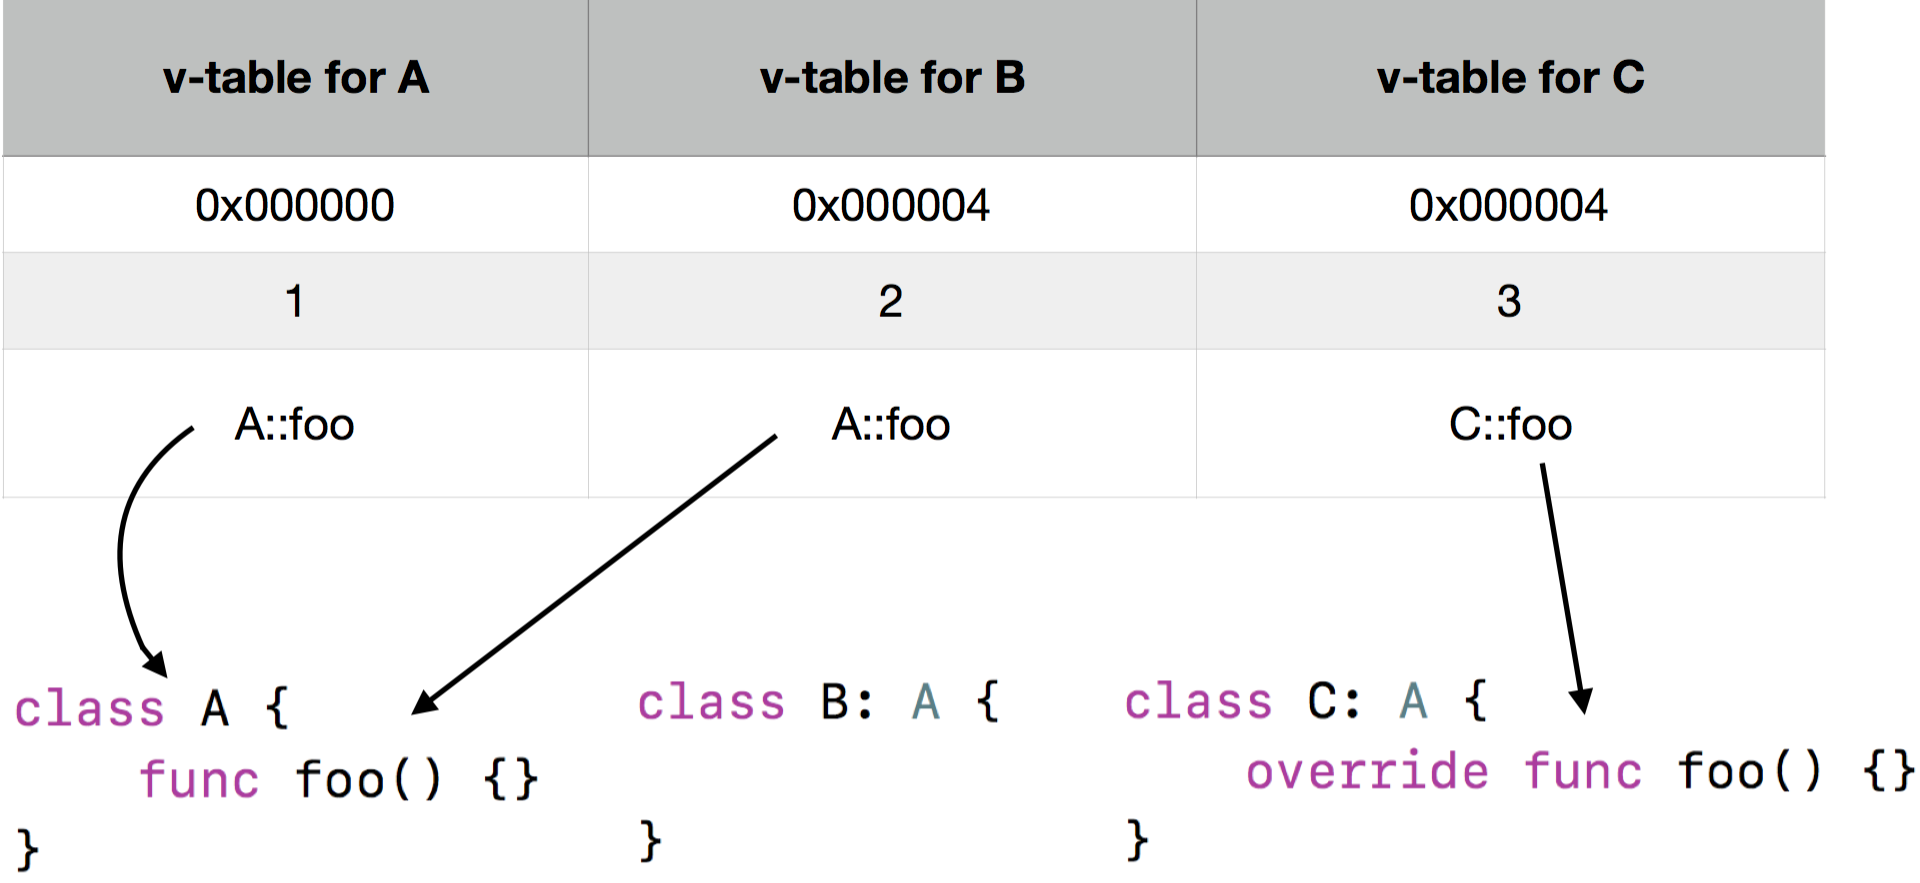 v-table for A v-table for B v-table for C
0x000000 0x000004 0x000004
1 2 3
A::foo A::foo C::foo
class A {
    func foo() {}
}
class B: A {
}
class C: A {
    override func foo() {}
}